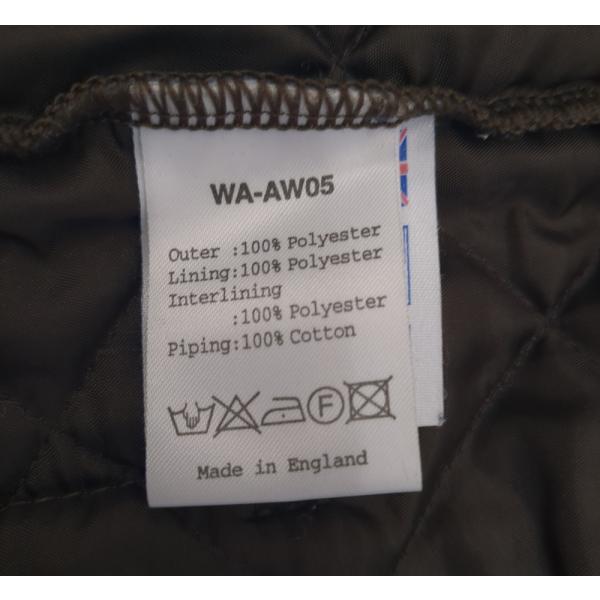 WA-AW05
Outer :100% Polyester
Lining:100% Polyester
Interlining
:100% Polyester
Piping:100% Cotton
F
Made in England